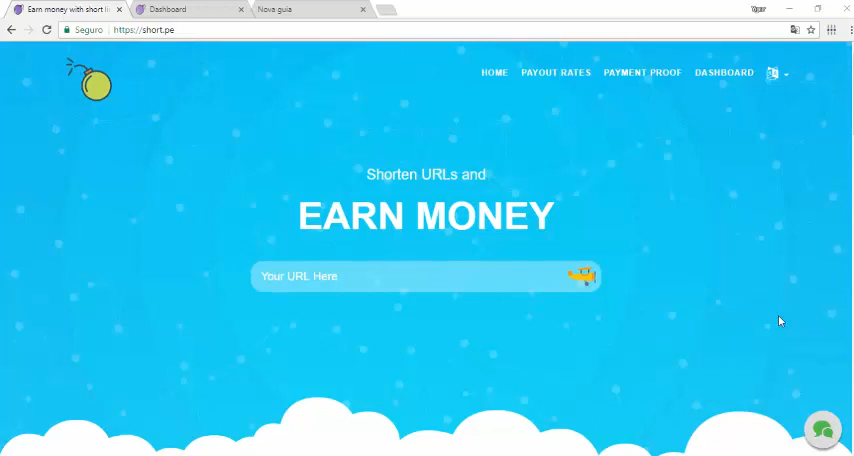 Earn money with short li
Dashboard
Nova guia
Seguro
https://short.pe
HOME
PAYOUT RATES
PAYMENT PROOF
DASHBOARD
Shorten URLs and
EARN MONEY
Your URL Here